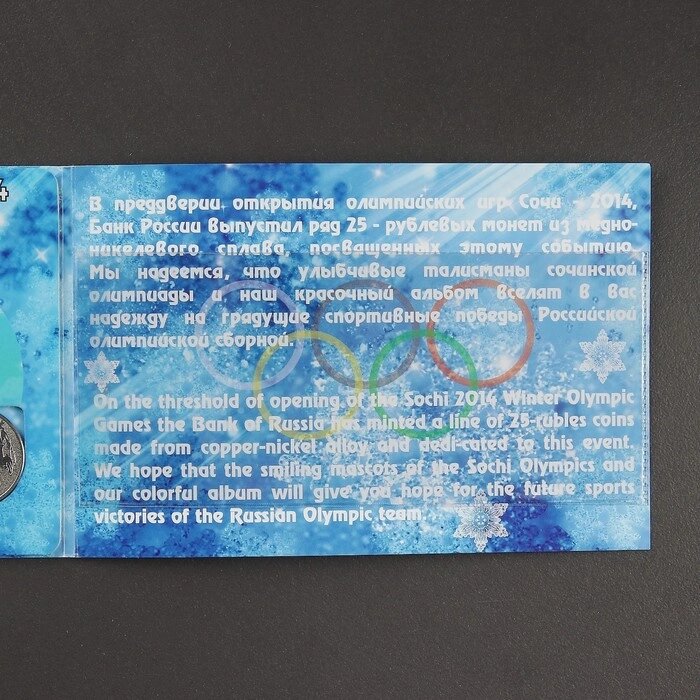 4
В преддверии открытия олимпийских игр Сочи - 2014,
Банк России выпустил ряд 25 - рублевых монет из медно-
никелевого сплава, посвященных этому событию.
Мы надеемся, что улыбчивые талисманы сочинской
олимпиады и наш красочный альбом вселят в вас
надежду на грядущие спортивные победы Российской
олимпийской сборной.
On the threshold of opening of the Sochi 2014 Winter Olympic
Games the Bank of Russia has minted a line of 25-rubles coins
made from copper-nickel alloy and dedi-cated to this event.
We hope that the smiling mascots of the Sochi Olympics and
our colorful album will give you hope for the future sports
victories of the Russian Olympic team.